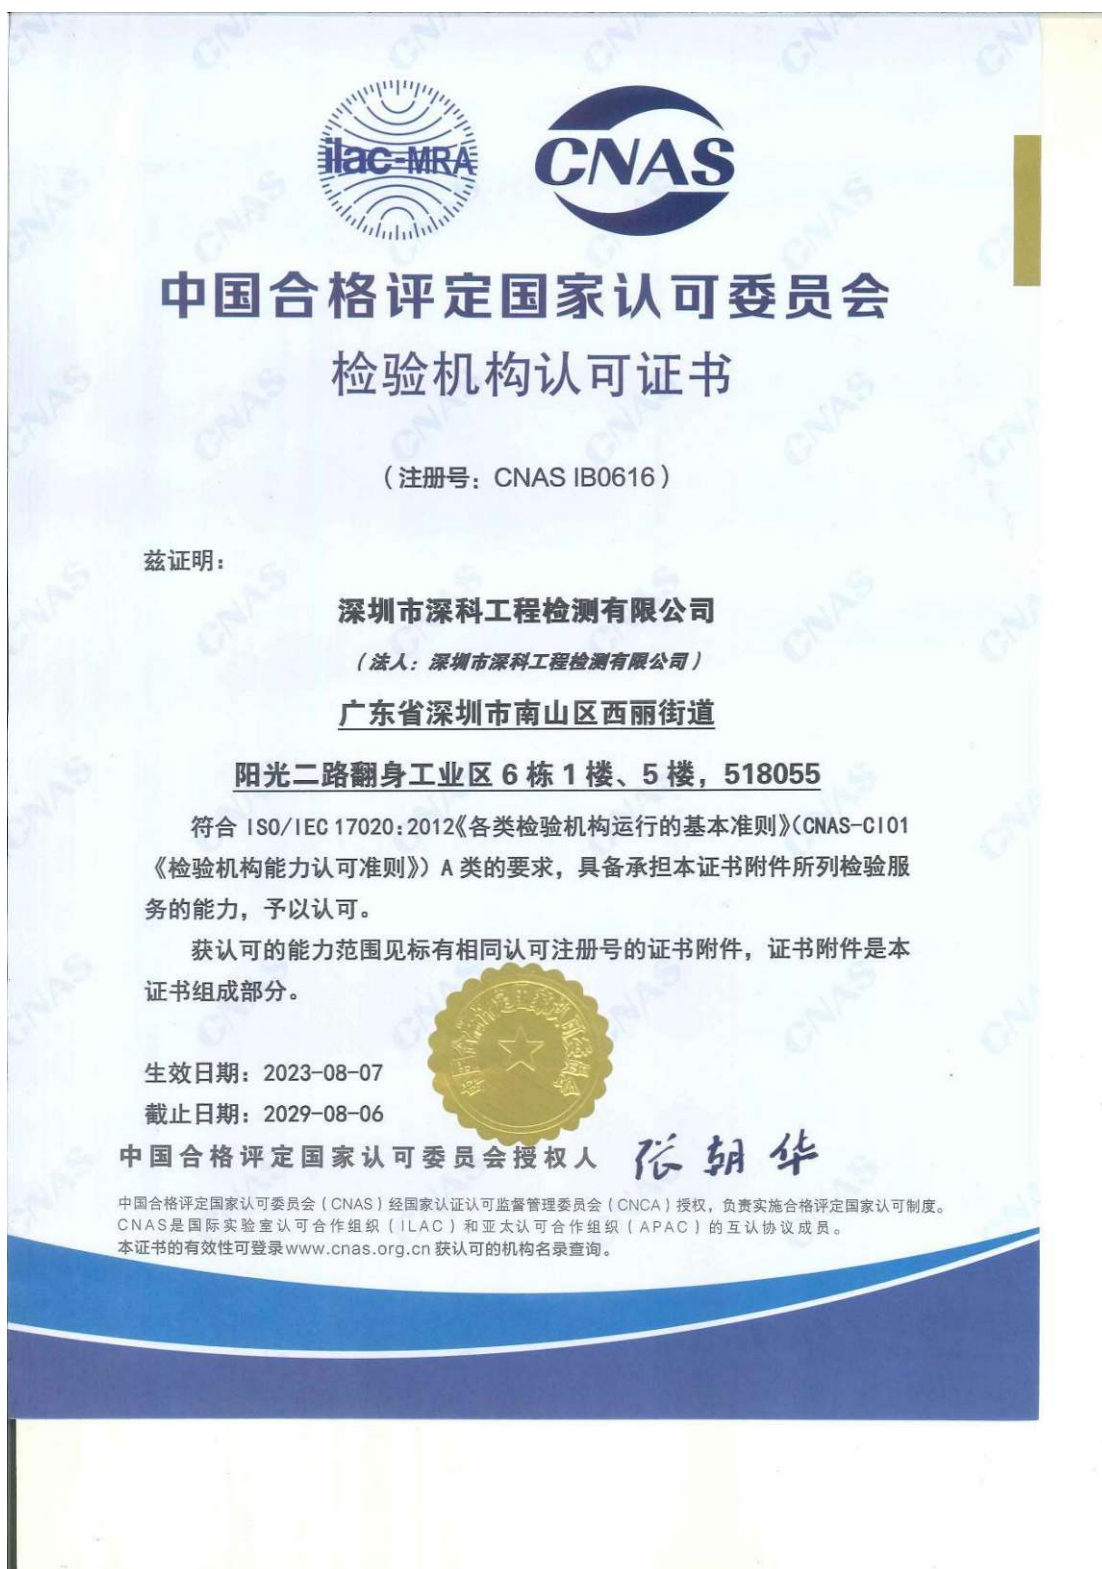 ilac-MRA
CNAS
中国合格评定国家认可委员会
检验机构认可证书
（注册号：CNAS IB0616）
兹证明：
深圳市深科工程检测有限公司
（法人：深圳市深科工程检测有限公司）
广东省深圳市南山区西丽街道
阳光二路翻身工业区 6 栋 1 楼、5 楼，518055
符合 ISO/IEC 17020:2012《各类检验机构运行的基本准则》（CNAS-CI01
《检验机构能力认可准则》）A 类的要求，具备承担本证书附件所列检验服
务的能力，予以认可。
获认可的能力范围见标有相同认可注册号的证书附件，证书附件是本
证书组成部分。
中国合格评定国家认可委员会
生效日期：2023-08-07
截止日期：2029-08-06
中国合格评定国家认可委员会授权人 张朝华
中国合格评定国家认可委员会（CNAS）经国家认证认可监督管理委员会（CNCA）授权，负责实施合格评定国家认可制度。
CNAS是国际实验室认可合作组织（ILAC）和亚太认可合作组织（APAC）的互认协议成员。
本证书的有效性可登录www.cnas.org.cn 获认可的机构名录查询。